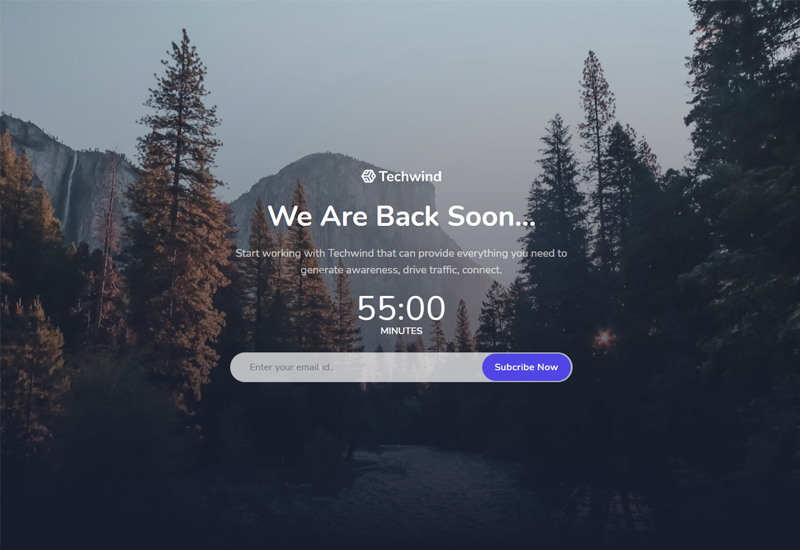 Techwind
We Are Back Soon...
Start working with Techwind that can provide everything you need to
generate awareness, drive traffic, connect.
55:00
MINUTES
Enter your email id..
Subcribe Now